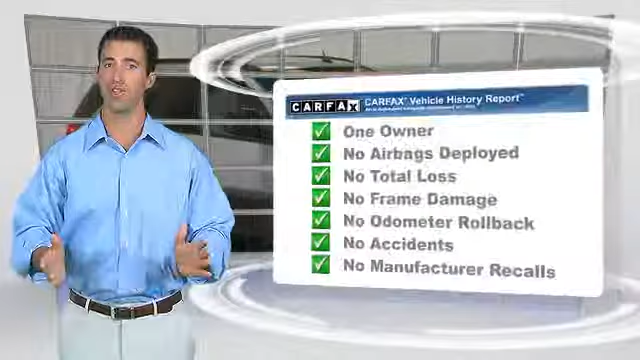 CARFAX CARFAX Vehicle History Report™
One Owner
No Airbags Deployed
No Total Loss
No Frame Damage
No Odometer Rollback
No Accidents
No Manufacturer Recalls